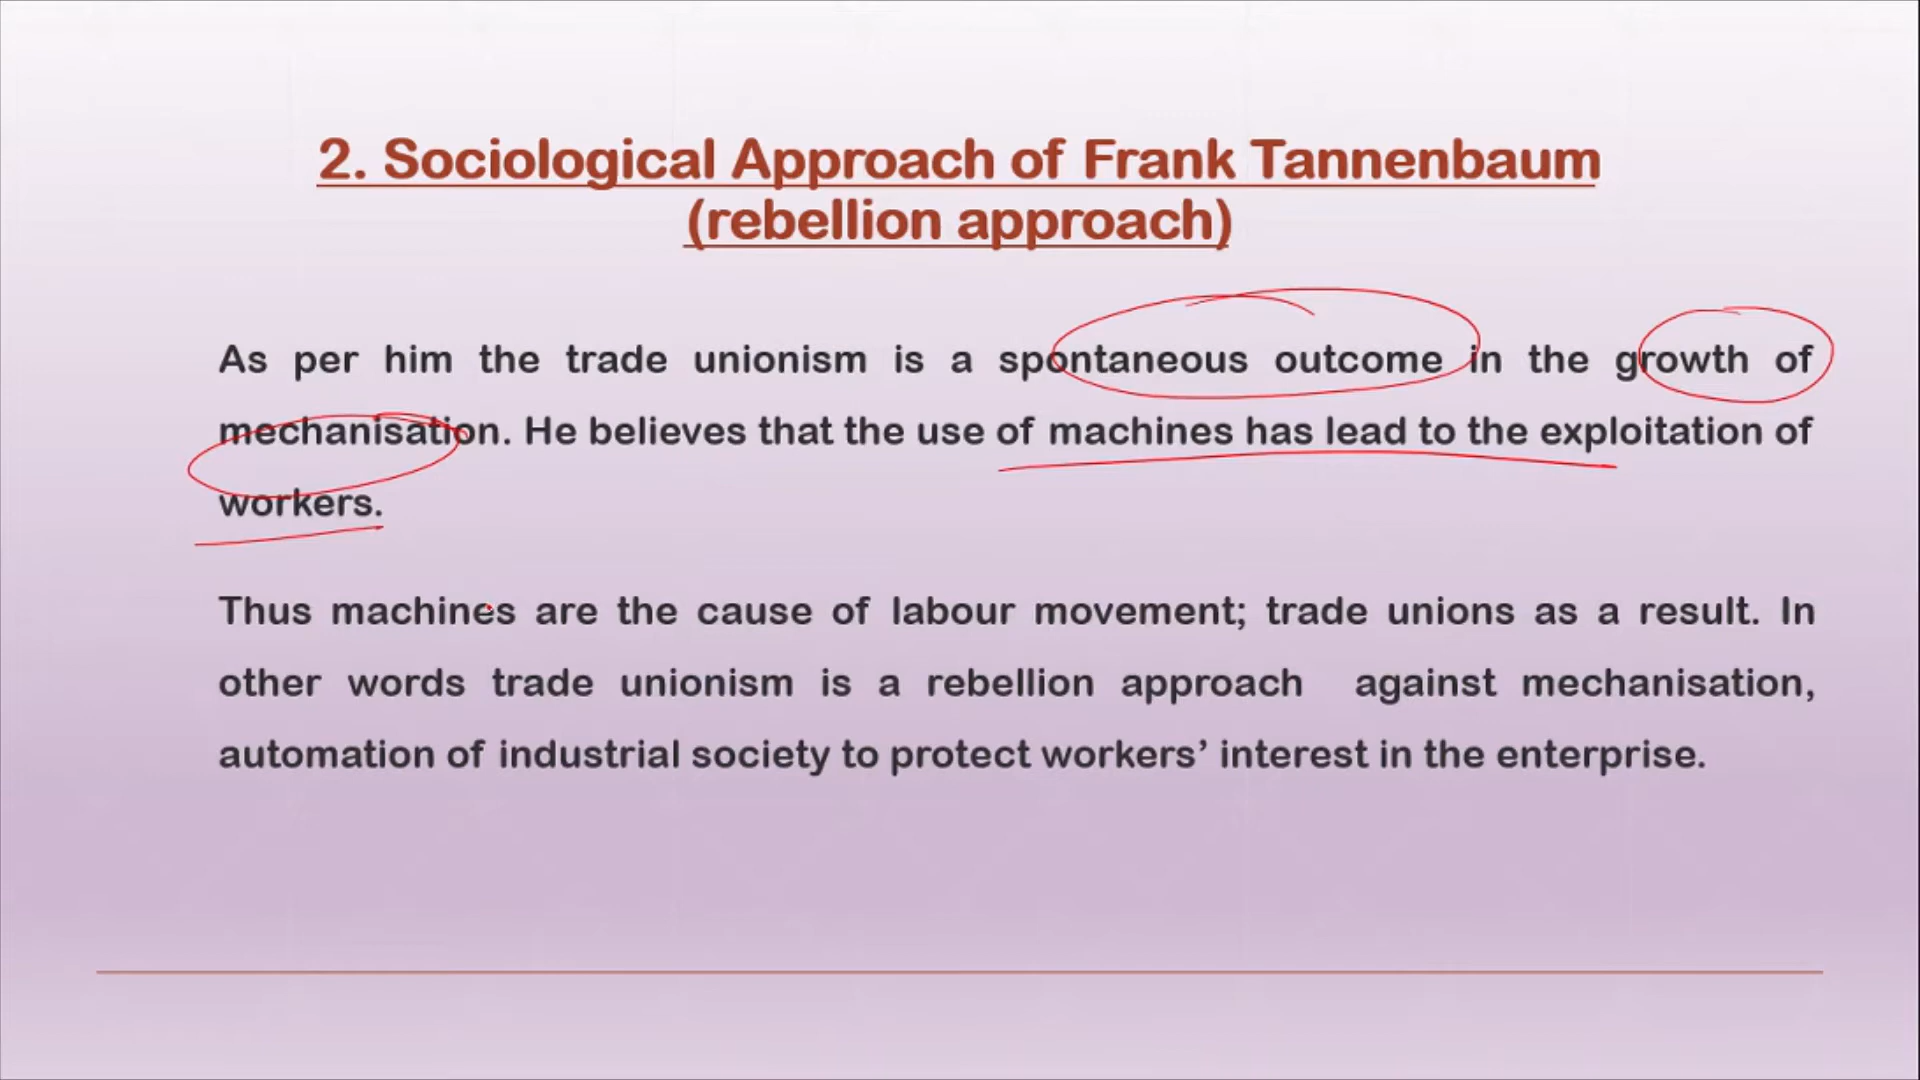 2. Sociological Approach of Frank Tannenbaum
(rebellion approach)
As per him the trade unionism is a spontaneous outcome in the growth of
mechanisation. He believes that the use of machines has lead to the exploitation of
workers.
Thus machines are the cause of labour movement; trade unions as a result. In
other words trade unionism is a rebellion approach against mechanisation,
automation of industrial society to protect workers’ interest in the enterprise.